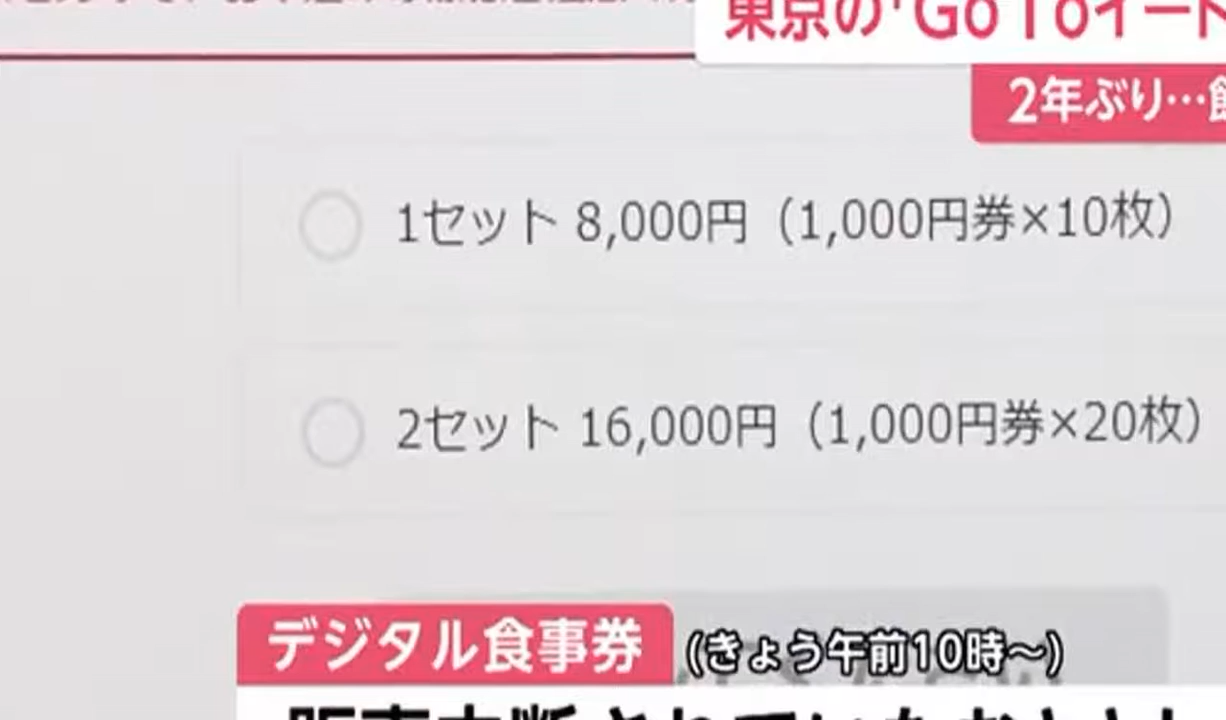 東京の"Go Toイート
2年ぶり…飲
1セット 8,000円（1,000円券×10枚）
2セット 16,000円（1,000円券×20枚）
デジタル食事券
(きょう午前10時～)